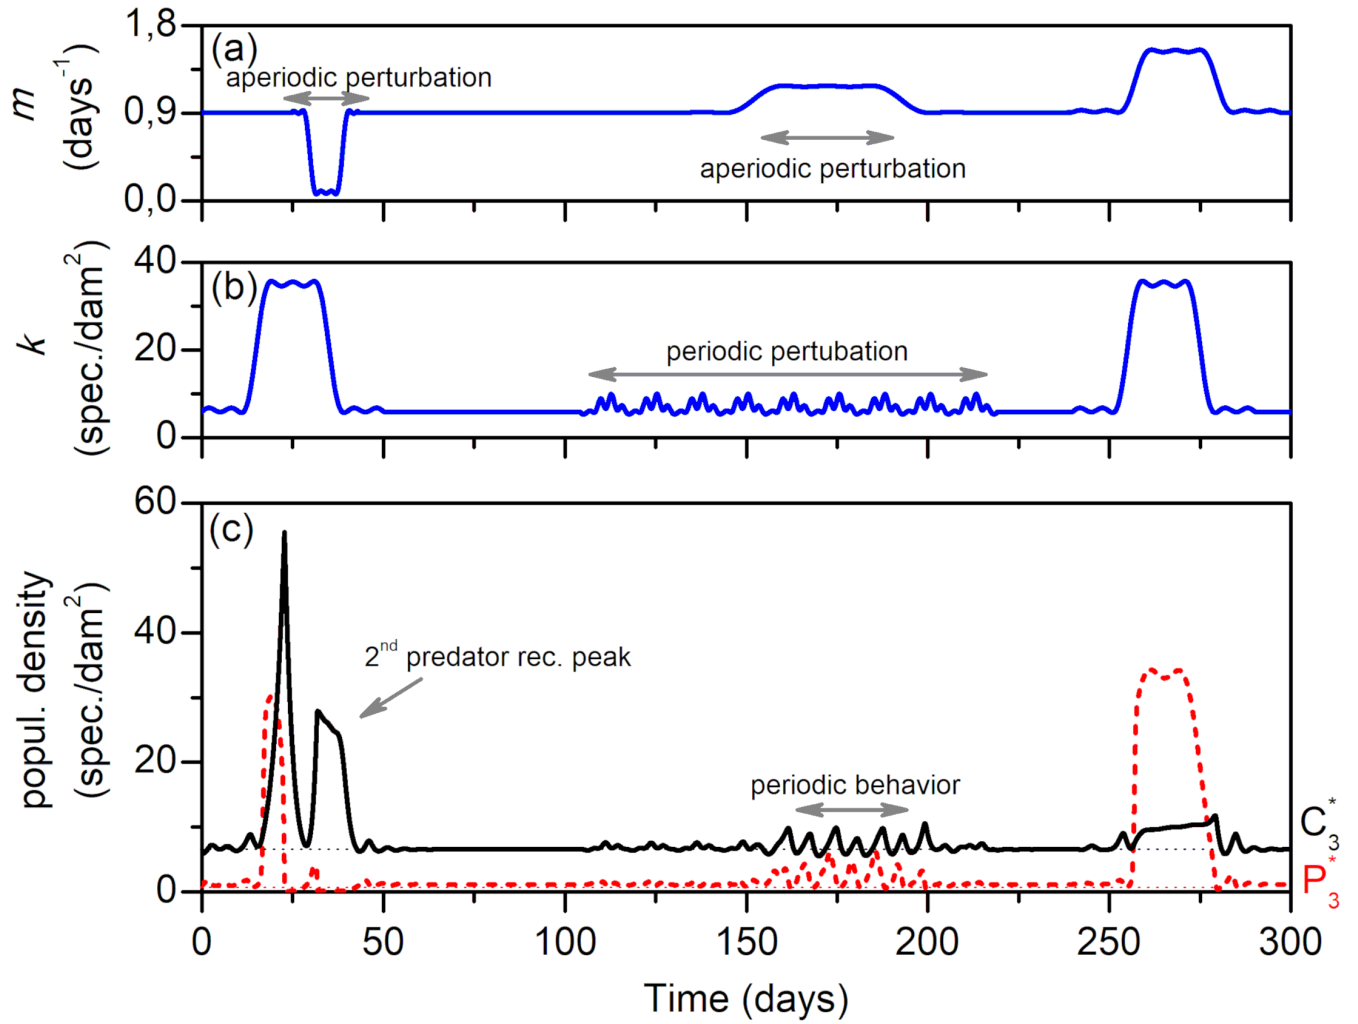 1,8
(a)
aperiodic perturbation
m
(days⁻¹)
0,9
aperiodic perturbation
0,0
40
(b)
k
(spec./dam²)
20
periodic pertubation
0
60
(c)
popul. density
(spec./dam²)
40
2ⁿᵈ predator rec. peak
20
periodic behavior
C₃*
0
P₃*
0 50 100 150 200 250 300
Time (days)